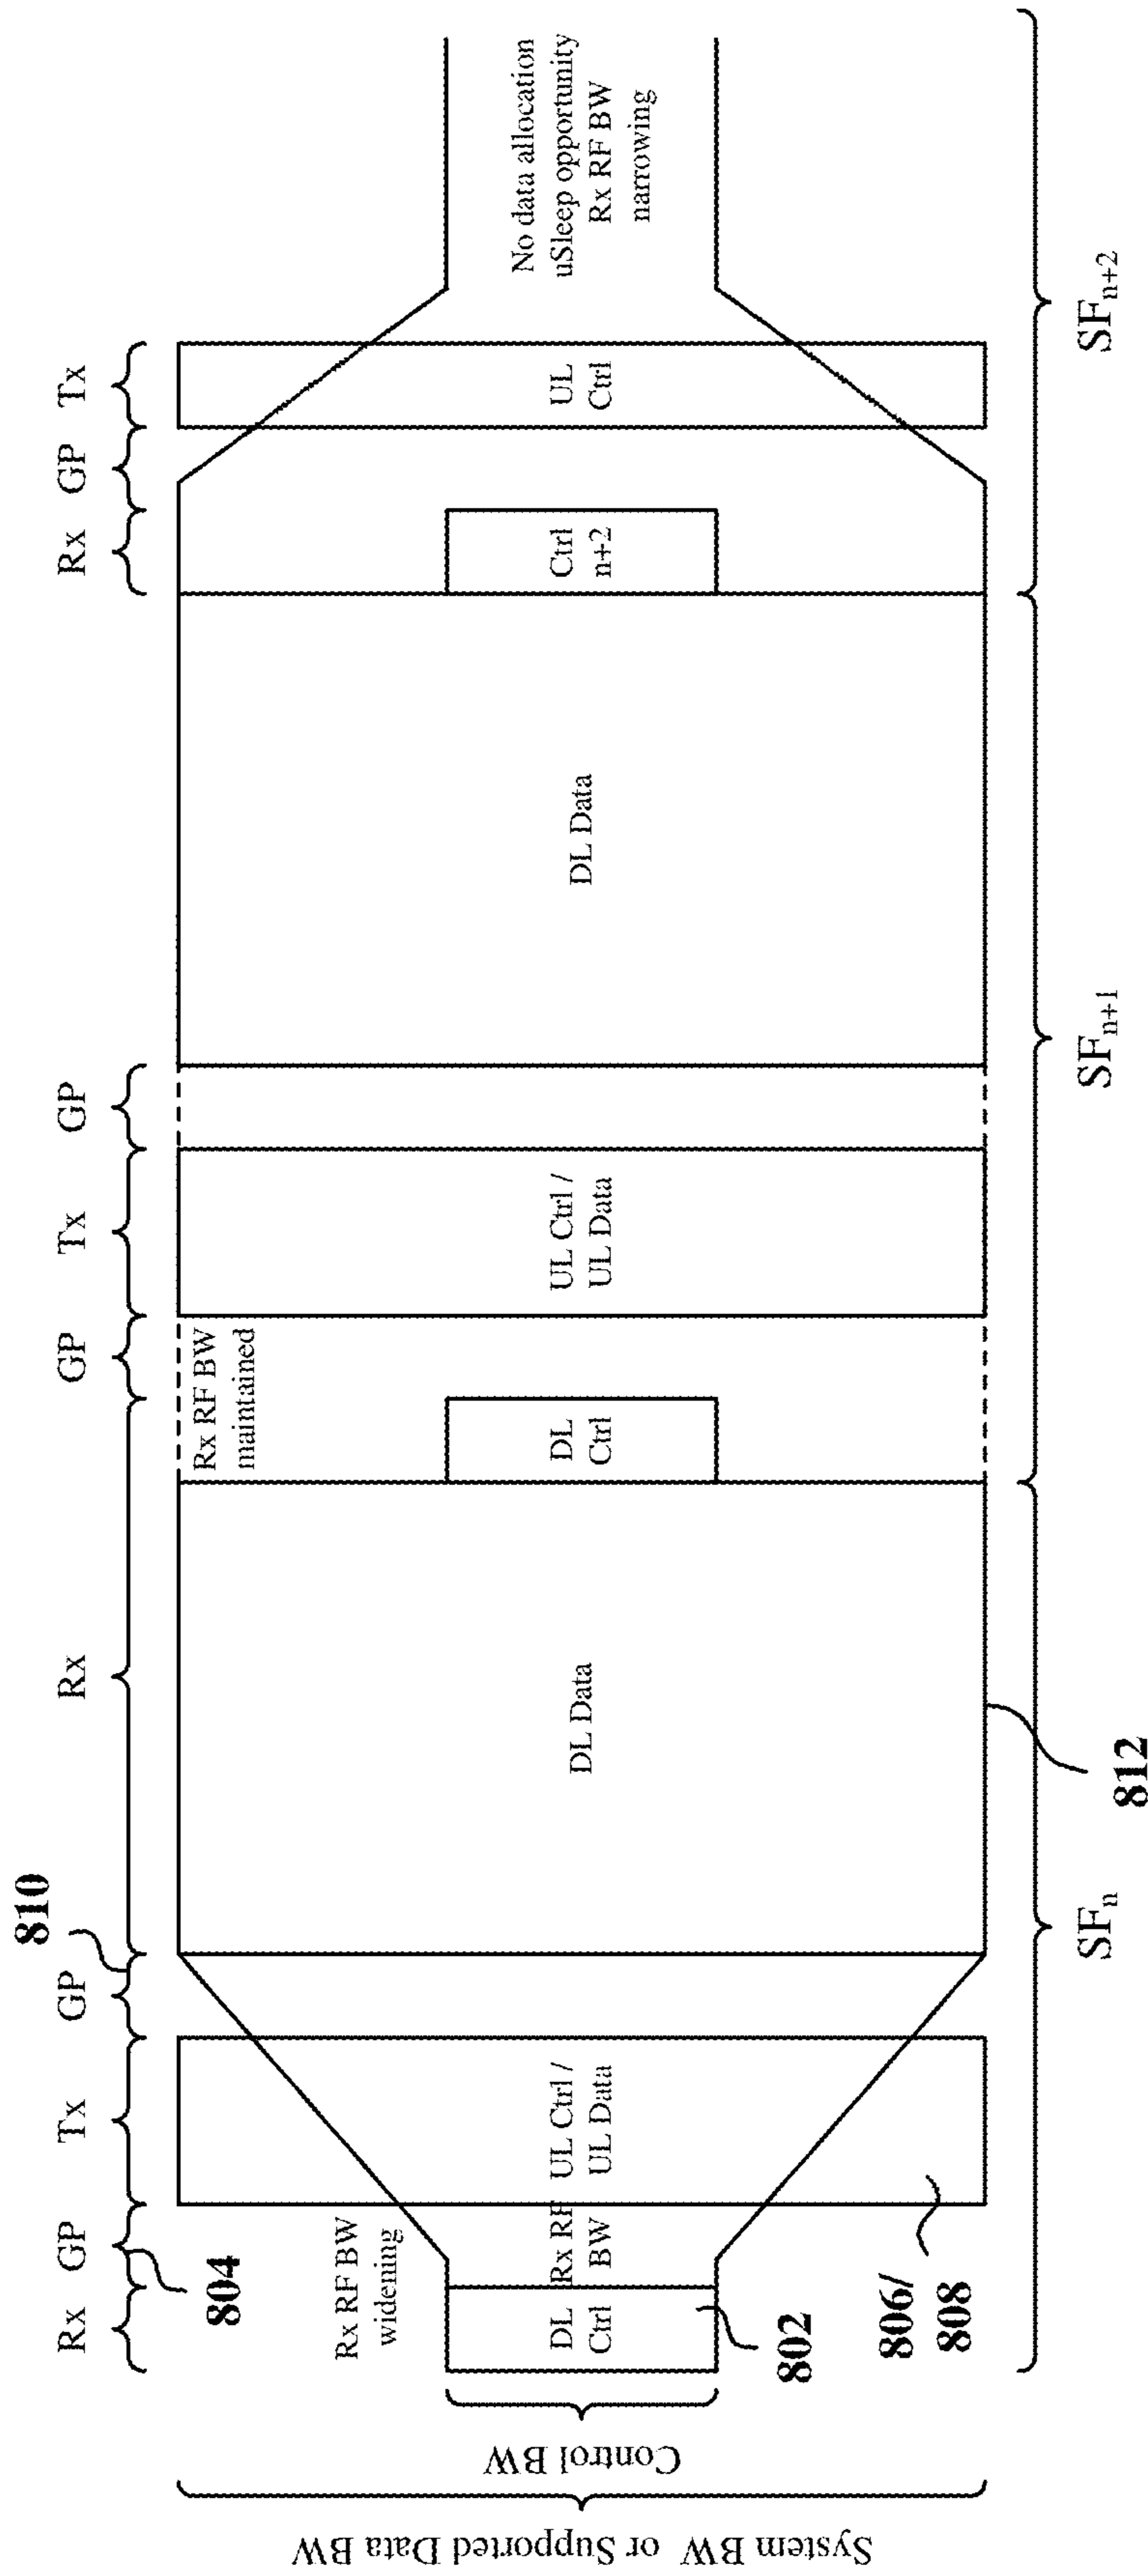 System BW or Supported Data BW
Control BW
Rx
GP
Tx
GP
Rx
GP
Tx
GP
Rx
GP
Tx
804
810
Rx RF BW
widening
DL
Ctrl
Rx RF
BW
UL Ctrl /
UL Data
DL Data
Rx RF BW
maintained
DL
Ctrl
UL Ctrl /
UL Data
DL Data
Ctrl
n+2
UL
Ctrl
No data allocation
uSleep opportunity
Rx RF BW
narrowing
802
806/
808
812
SFn
SFn+1
SFn+2